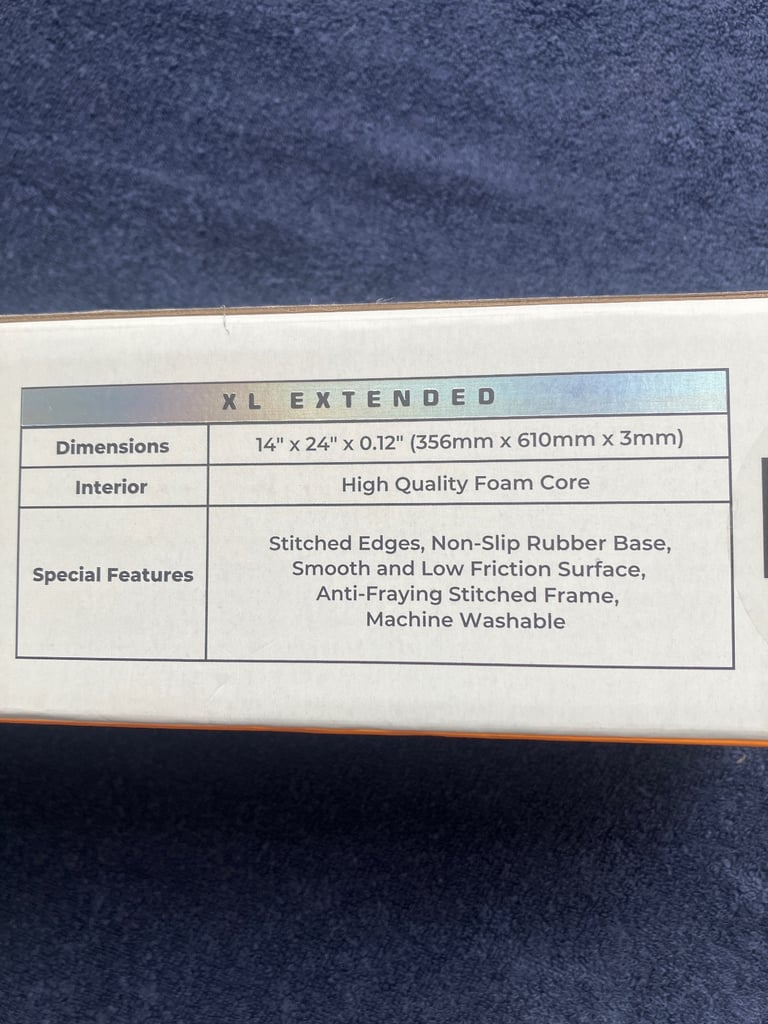 XL EXTENDED
Dimensions
14" x 24" x 0.12" (356mm x 610mm x 3mm)
Interior
High Quality Foam Core
Special Features
Stitched Edges, Non-Slip Rubber Base,
Smooth and Low Friction Surface,
Anti-Fraying Stitched Frame,
Machine Washable